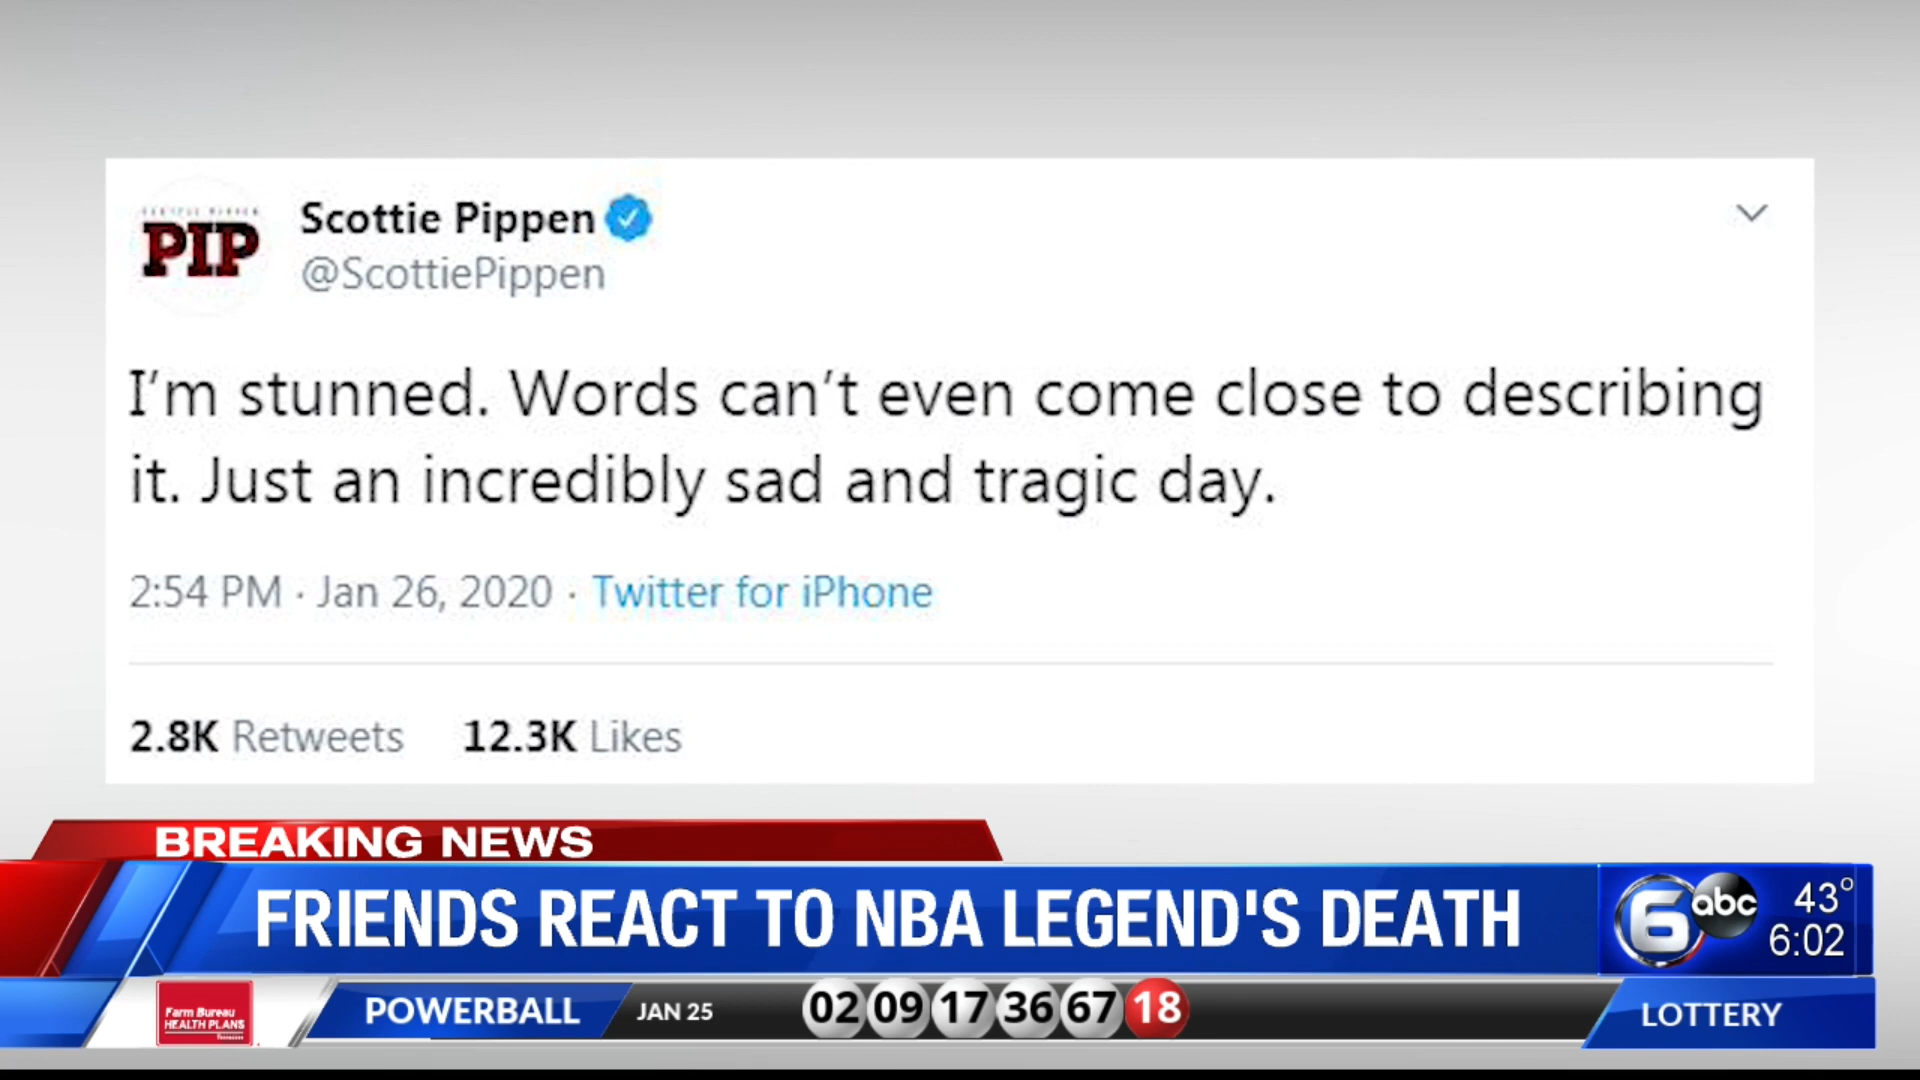 SCOTTIE PIPPEN
PIP
Scottie Pippen
@ScottiePippen
I'm stunned. Words can't even come close to describing
it. Just an incredibly sad and tragic day.
2:54 PM · Jan 26, 2020 · Twitter for iPhone
2.8K Retweets 12.3K Likes
BREAKING NEWS
FRIENDS REACT TO NBA LEGEND'S DEATH
6 abc 43°
6:02
Farm Bureau
HEALTH PLANS
Tennessee
POWERBALL JAN 25 02 09 17 36 67 18 LOTTERY